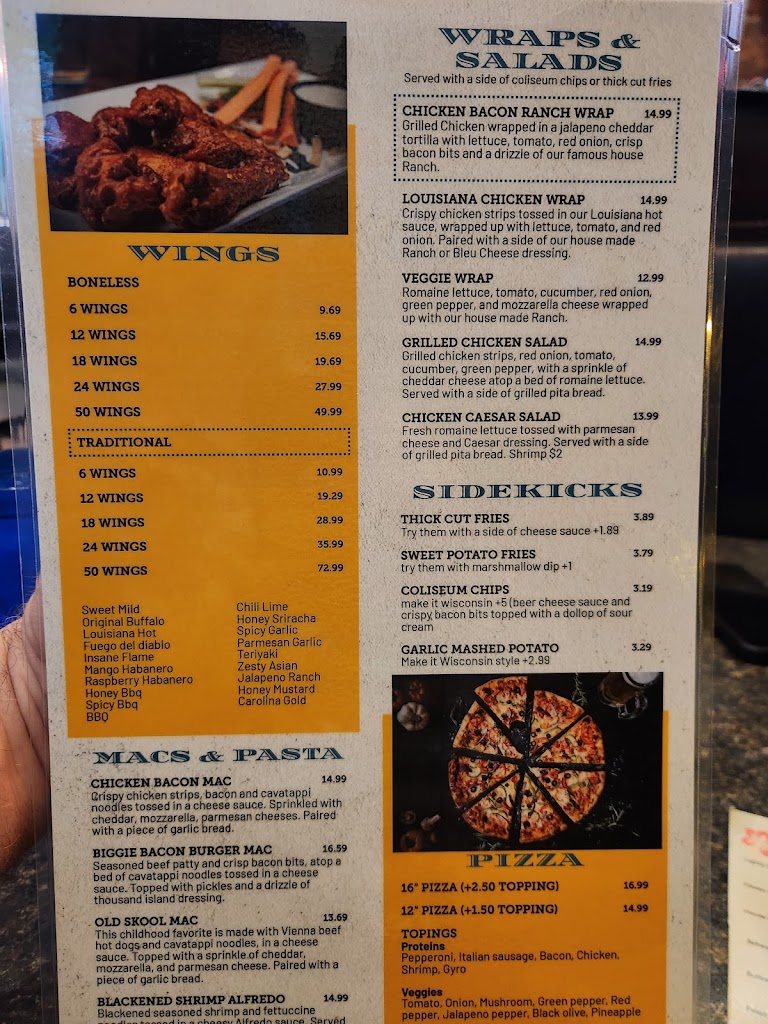 WINGS
BONELESS
6 WINGS 9.69
12 WINGS 15.69
18 WINGS 19.69
24 WINGS 27.99
50 WINGS 49.99
TRADITIONAL
6 WINGS 10.99
12 WINGS 19.29
18 WINGS 28.99
24 WINGS 35.99
50 WINGS 72.99
Sweet Mild
Original Buffalo
Louisiana Hot
Fuego del diablo
Insane Flame
Mango Habanero
Raspberry Habanero
Honey Bbq
Spicy Bbq
BBQ
Chili Lime
Honey Sriracha
Spicy Garlic
Parmesan Garlic
Teriyaki
Zesty Asian
Jalapeno Ranch
Honey Mustard
Carolina Gold
MACS & PASTA
CHICKEN BACON MAC 14.99
Crispy chicken strips, bacon and cavatappi
noodles tossed in a cheese sauce. Sprinkled with
cheddar, mozzarella, parmesan cheeses. Paired
with a piece of garlic bread.
BIGGIE BACON BURGER MAC 16.59
Seasoned beef patty and crisp bacon bits, atop a
bed of cavatappi noodles tossed in a cheese
sauce. Topped with pickles and a drizzle of
thousand island dressing.
OLD SKOOL MAC 13.69
This childhood favorite is made with Vienna beef
hot dogs and cavatappi noodles, in a cheese
sauce. Topped with a sprinkle of cheddar,
mozzarella, and parmesan cheese. Paired with a
piece of garlic bread.
BLACKENED SHRIMP ALFREDO 14.99
Blackened seasoned shrimp and fettuccine
noodles tossed in a cheesy Alfredo sauce. Served
WRAPS &
SALADS
Served with a side of coliseum chips or thick cut fries
CHICKEN BACON RANCH WRAP 14.99
Grilled Chicken wrapped in a jalapeno cheddar
tortilla with lettuce, tomato, red onion, crisp
bacon bits and a drizzle of our famous house
Ranch.
LOUISIANA CHICKEN WRAP 14.99
Crispy chicken strips tossed in our Louisiana hot
sauce, wrapped up with lettuce, tomato, and red
onion. Paired with a side of our house made
Ranch or Bleu Cheese dressing.
VEGGIE WRAP 12.99
Romaine lettuce, tomato, cucumber, red onion,
green pepper, and mozzarella cheese wrapped
up with our house made Ranch.
GRILLED CHICKEN SALAD 14.99
Grilled chicken strips, red onion, tomato,
cucumber, green pepper, with a sprinkle of
cheddar cheese atop a bed of romaine lettuce.
Served with a side of grilled pita bread.
CHICKEN CAESAR SALAD 13.99
Fresh romaine lettuce tossed with parmesan
cheese and Caesar dressing. Served with a side
of grilled pita bread. Shrimp $2
SIDEKICKS
THICK CUT FRIES 3.89
Try them with a side of cheese sauce +1.89
SWEET POTATO FRIES 3.79
try them with marshmallow dip +1
COLISEUM CHIPS 3.19
make it wisconsin +5 (beer cheese sauce and
crispy bacon bits topped with a dollop of sour
cream
GARLIC MASHED POTATO 3.29
Make it Wisconsin style +2.99
PIZZA
16" PIZZA (+2.50 TOPPING) 16.99
12" PIZZA (+1.50 TOPPING) 14.99
TOPINGS
Proteins
Pepperoni, Italian sausage, Bacon, Chicken,
Shrimp, Gyro
Veggies
Tomato, Onion, Mushroom, Green pepper, Red
pepper, Jalapeno pepper, Black olive, Pineapple